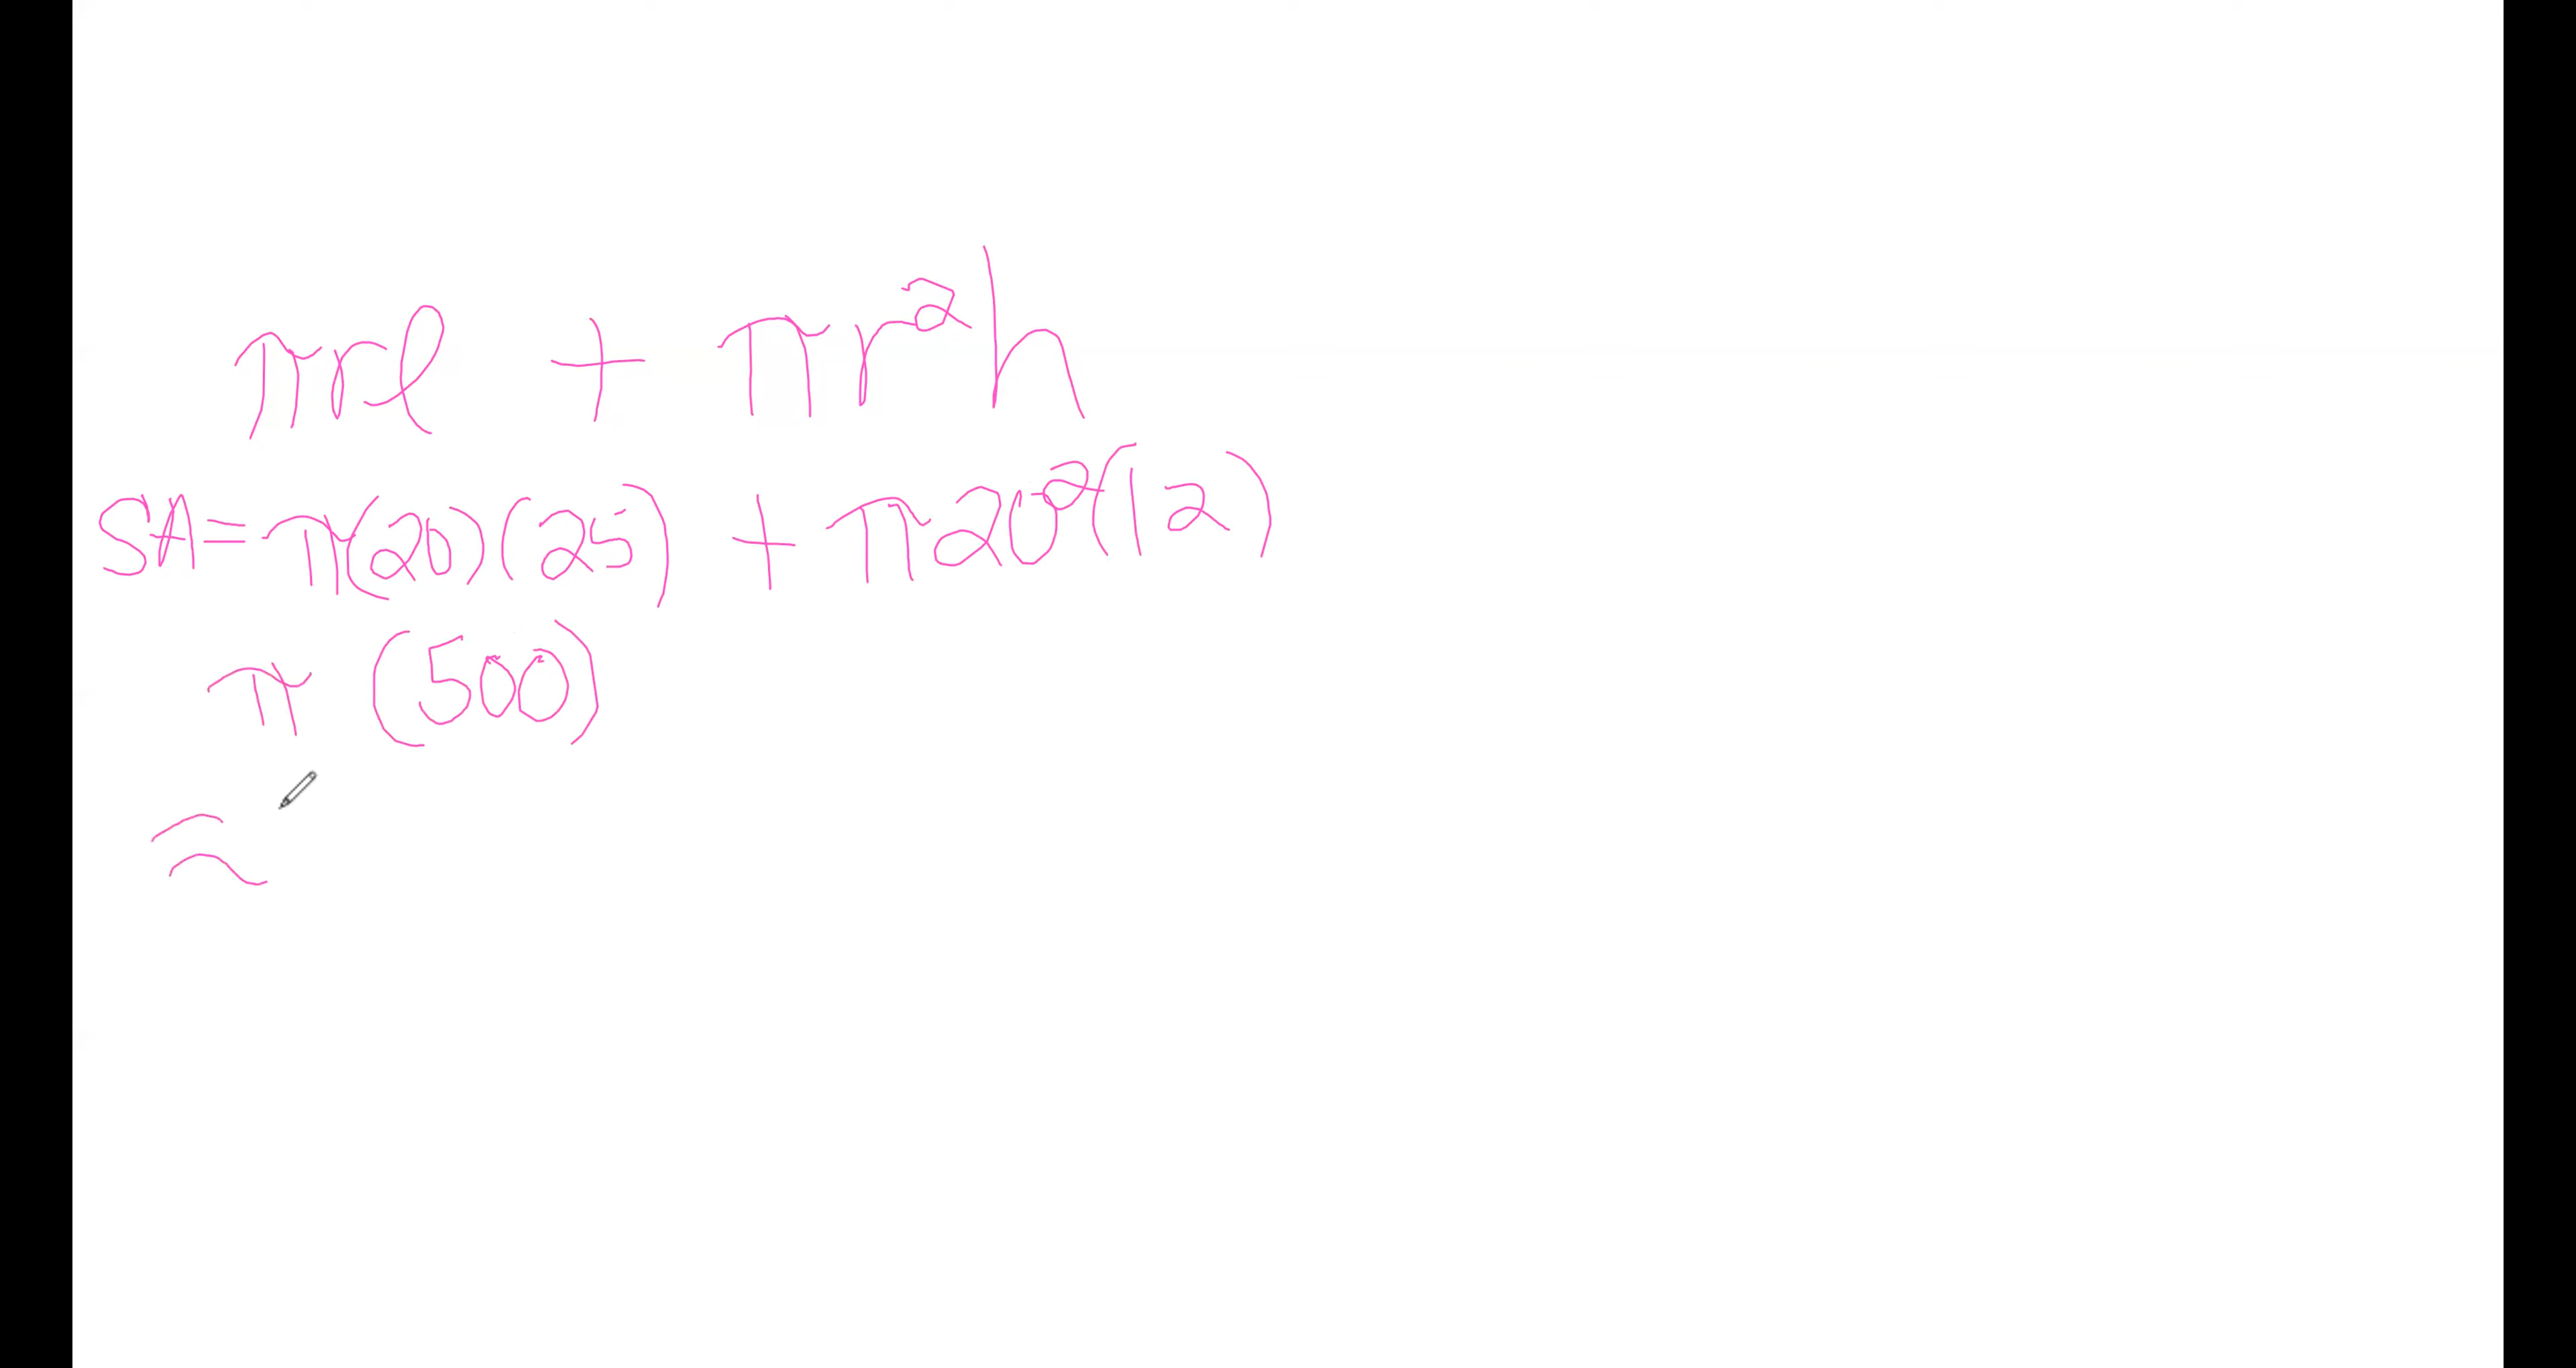 πrl + πr²h
SA = π(20)(25) + π20²(12)
π (500)
≈